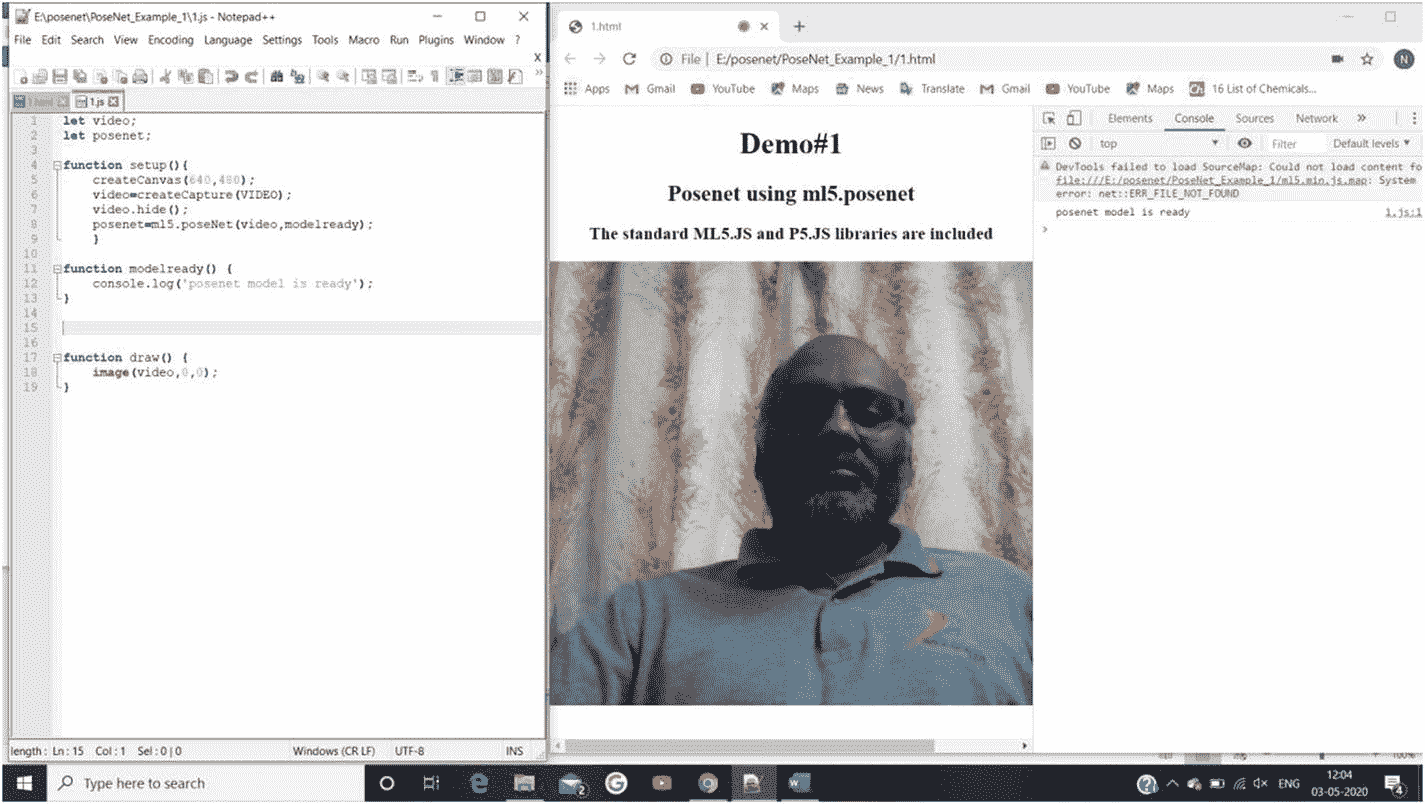 E:\posenet\PoseNet_Example_1\1.js - Notepad++
File Edit Search View Encoding Language Settings Tools Macro Run Plugins Window ?
X
1.html 1.js
1 let video;
2 let posenet;
3
4 function setup(){
5 createCanvas(640,480);
6 video=createCapture(VIDEO);
7 video.hide();
8 posenet=ml5.poseNet(video,modelready);
9 }
10
11 function modelready() {
12 console.log('posenet model is ready');
13 }
14
15
16
17 function draw() {
18 image(video,0,0);
19 }
length: Ln:15 Col:1 Sel:0|0 Windows (CR LF) UTF-8 INS
1.html
File | E:/posenet/PoseNet_Example_1/1.html
N
Apps Gmail YouTube Maps News Translate Gmail YouTube Maps 16 List of Chemicals...
Demo#1
Posenet using ml5.posenet
The standard ML5.JS and P5.JS libraries are included
Elements Console Sources Network »
top Filter Default levels
DevTools failed to load SourceMap: Could not load content fo
file:///E:/posenet/PoseNet_Example_1/ml5.min.js.map: System
error: net::ERR_FILE_NOT_FOUND
posenet model is ready 1.js:1
100%
Type here to search
2
ENG
12:04
03-05-2020
4